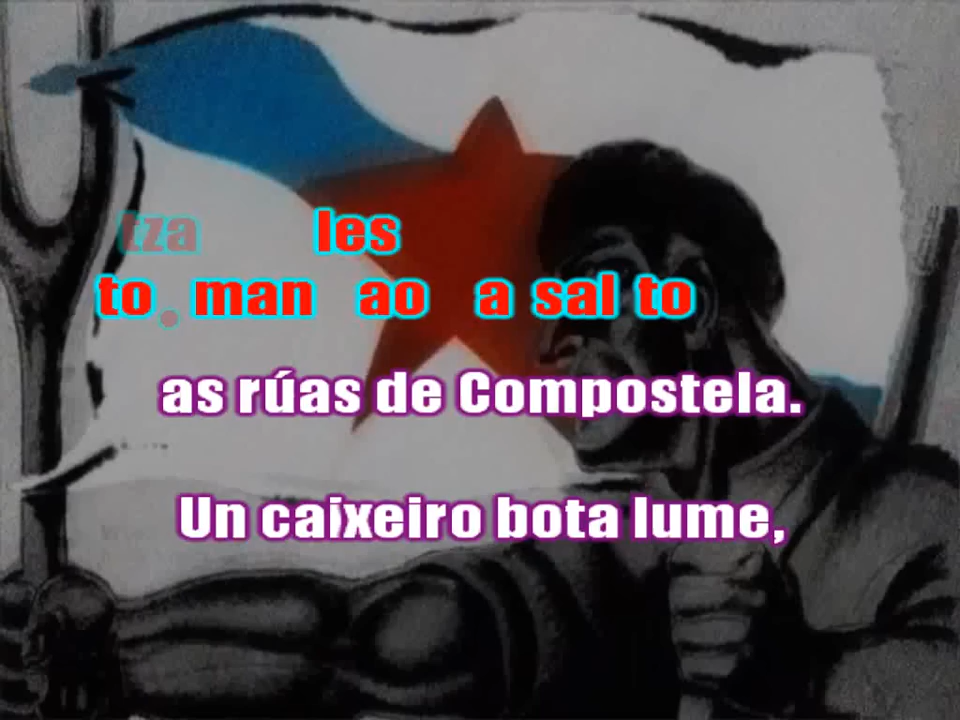 tza les
to . man ao a sal to
as rúas de Compostela.
Un caixeiro bota lume,